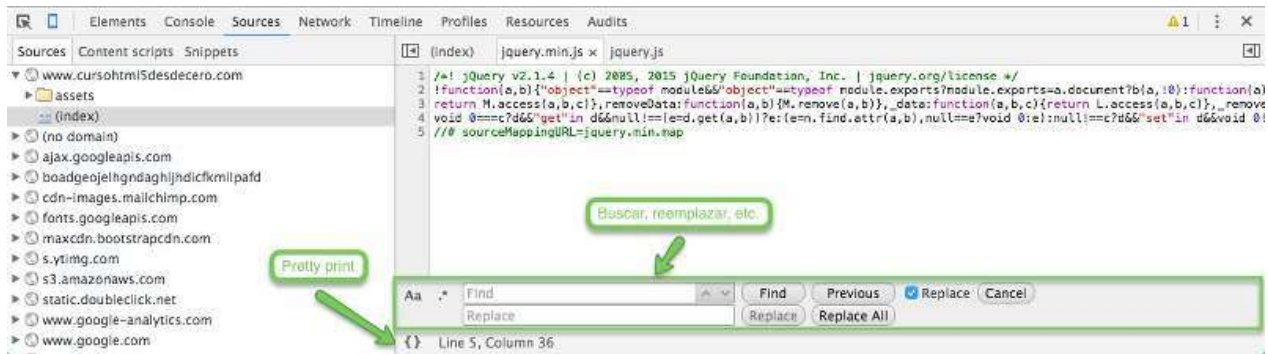 Elements Console Sources Network Timeline Profiles Resources Audits 1
Sources Content scripts Snippets
(index) jquery.min.js × jquery.js
www.cursohtml5desdecero.com
assets
(index)
(no domain)
ajax.googleapis.com
boadgeojelhgndaghljhdicfkmllpafd
cdn-images.mailchimp.com
fonts.googleapis.com
maxcdn.bootstrapcdn.com
s.ytimg.com
s3.amazonaws.com
static.doubleclick.net
www.google-analytics.com
www.google.com
1 /*! jQuery v2.1.4 | (c) 2005, 2015 jQuery Foundation, Inc. | jquery.org/license */
2 !function(a,b){"object"==typeof module&&"object"==typeof module.exports?module.exports=a.document?b(a,!0):function(a)
3 return M.access(a,b,c)},removeData:function(a,b){M.remove(a,b)},_data:function(a,b,c){return L.access(a,b,c)},_remove
4 void 0===c?d&&"get"in d&&null!==(e=d.get(a,b))?e:(e=n.find.attr(a,b),null==e?void 0:e):null!==c?d&&"set"in d&&void 0!
5 //# sourceMappingURL=jquery.min.map
Buscar, reemplazar, etc.
Pretty print
Aa .* Find Find Previous Replace Cancel
Replace Replace Replace All
{} Line 5, Column 36